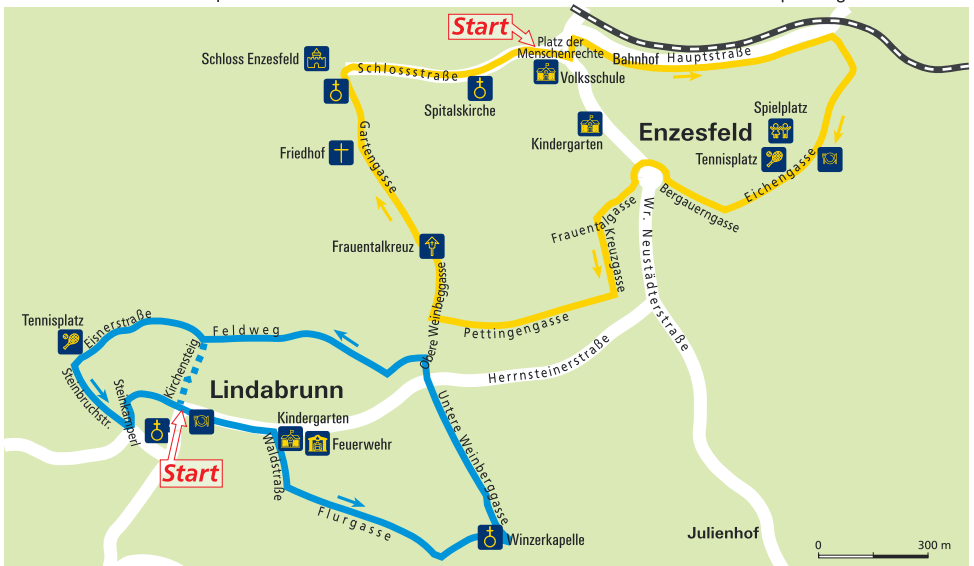 Start
Platz der
Menschenrechte
Bahnhof
Hauptstraße
Schloss Enzesfeld
Schlossstraße
Volksschule
Spitalskirche
Spielplatz
Enzesfeld
Kindergarten
Friedhof
Gartengasse
Tennisplatz
Eichengasse
Bergauerngasse
Frauentalgasse
Kreuzgasse
Wr. Neustädterstraße
Frauentalkreuz
Obere Weinbeggasse
Pettingengasse
Tennisplatz
Eisnerstraße
Feldweg
Kirchensteig
Herrnsteinerstraße
Steinbruchstr.
Steinkamperl
Lindabrunn
Kindergarten
Feuerwehr
Untere Weinberggasse
Start
Waldstraße
Flurgasse
Winzerkapelle
Julienhof
0 300 m